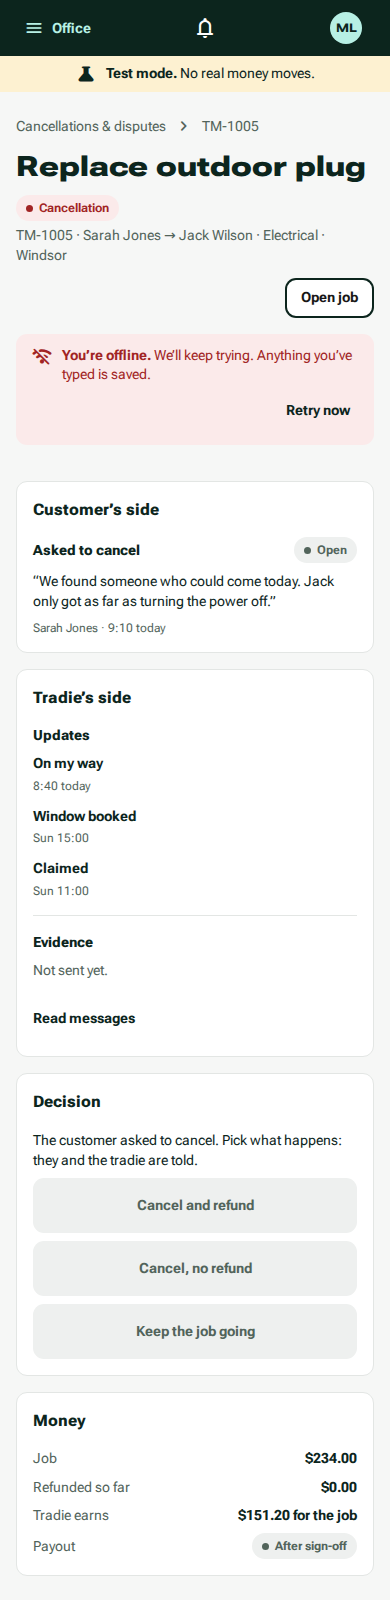 Office
ML
Test mode. No real money moves.
Cancellations & disputes > TM-1005
Replace outdoor plug
Cancellation
TM-1005 · Sarah Jones → Jack Wilson · Electrical ·
Windsor
Open job
You’re offline. We’ll keep trying. Anything you’ve
typed is saved.
Retry now
Customer’s side
Asked to cancel
Open
“We found someone who could come today. Jack
only got as far as turning the power off.”
Sarah Jones · 9:10 today
Tradie’s side
Updates
On my way
8:40 today
Window booked
Sun 15:00
Claimed
Sun 11:00
Evidence
Not sent yet.
Read messages
Decision
The customer asked to cancel. Pick what happens:
they and the tradie are told.
Cancel and refund
Cancel, no refund
Keep the job going
Money
Job $234.00
Refunded so far $0.00
Tradie earns $151.20 for the job
Payout After sign-off